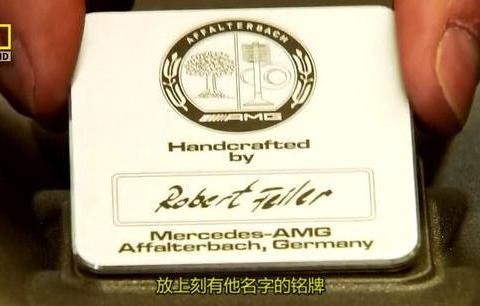 HD
AFFALTERBACH
AMG
Handcrafted
by
Robert Feller
Mercedes-AMG
Affalterbach, Germany
放上刻有他名字的铭牌